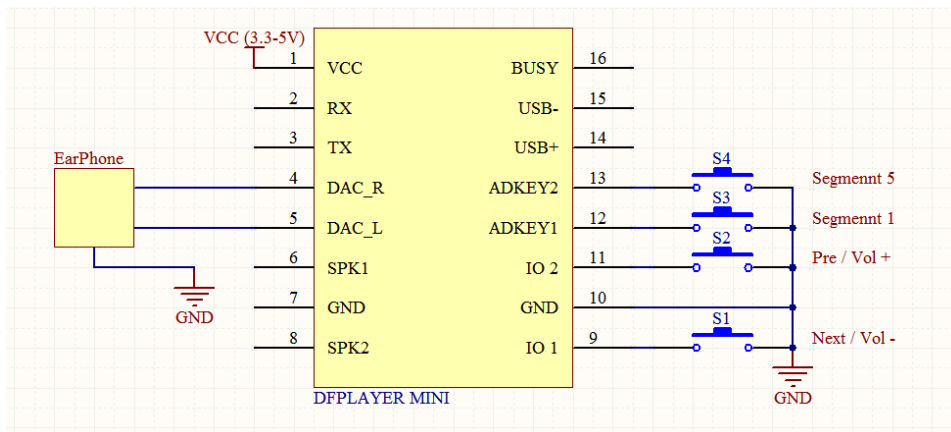 VCC (3.3-5V)
1 VCC BUSY 16
2 RX USB- 15
3 TX USB+ 14
EarPhone
4 DAC_R ADKEY2 13 S4 Segmennt 5
5 DAC_L ADKEY1 12 S3 Segmennt 1
6 SPK1 IO 2 11 S2 Pre / Vol +
7 GND GND 10
GND
8 SPK2 IO 1 9 S1 Next / Vol -
DFPLAYER MINI
GND